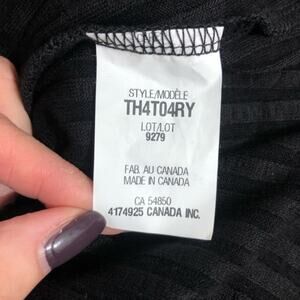 STYLE/MODÈLE
TH4T04RY
LOT/LOT
9279
FAB. AU CANADA
MADE IN CANADA
CA 54850
4174925 CANADA INC.